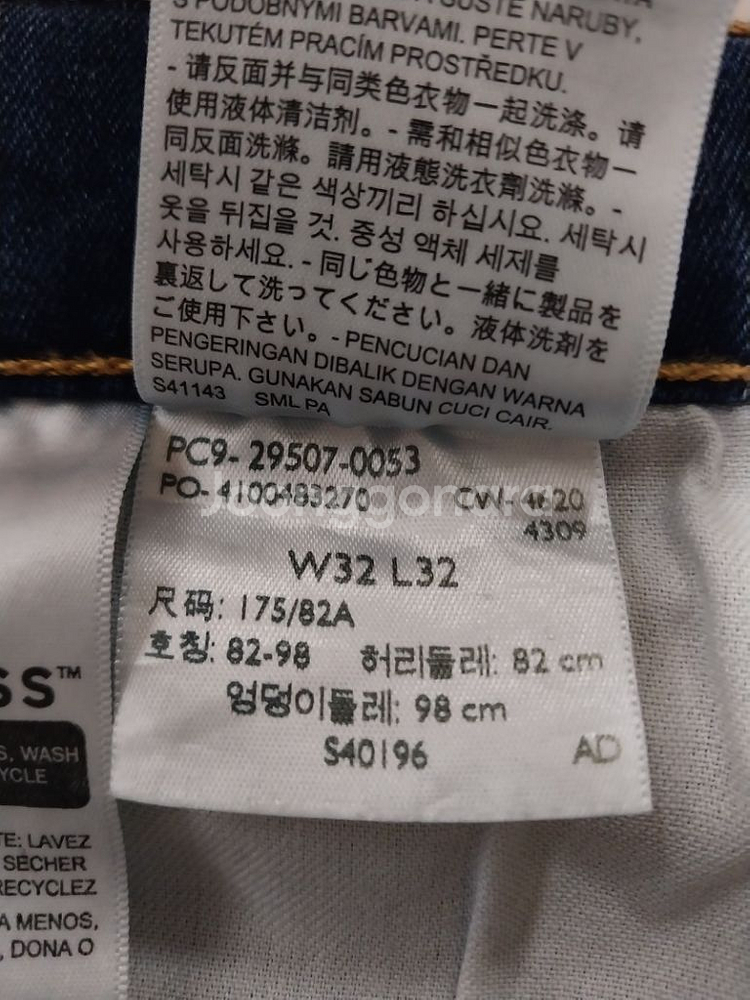 S PODOBNÝMI BARVAMI. PERTE V
NARUBY,
TEKUTÉM PRACÍM PROSTŘEDKU.
- 请反面并与同类色衣物一起洗涤。请
使用液体清洁剂。- 需和相似色衣物一
同反面洗滌。請用液態洗衣劑洗滌。-
세탁시 같은 색상끼리 하십시요. 세탁시
옷을 뒤집을 것. 중성 액체 세제를
사용하세요. - 同じ色物と一緒に製品を
裏返して洗ってください。液体洗剤を
ご使用下さい。- PENCUCIAN DAN
PENGERINGAN DIBALIK DENGAN WARNA
SERUPA. GUNAKAN SABUN CUCI CAIR.
S41143 SML PA
PC9- 29507-0053
PO- 4100483270 CW- 4620
4309
W32 L32
尺码: 175/82A
호칭: 82-98 허리둘레: 82 cm
엉덩이둘레: 98 cm
S40196 AD
SS™
S. WASH
YCLE
TE: LAVEZ
SÉCHER
RECYCLEZ
A MENOS,
, DONA O